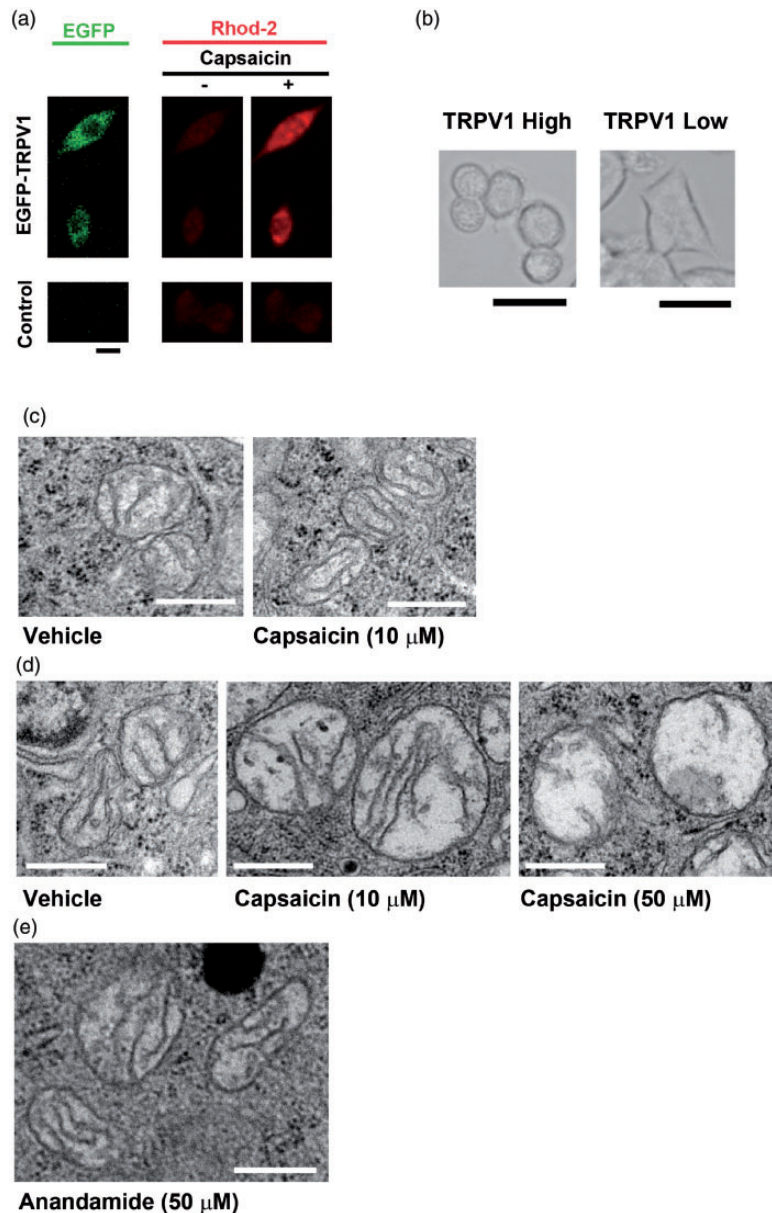 (a)
EGFP
Rhod-2
Capsaicin
- +
EGFP-TRPV1
Control
(b)
TRPV1 High TRPV1 Low
(c)
Vehicle Capsaicin (10 μM)
(d)
Vehicle Capsaicin (10 μM) Capsaicin (50 μM)
(e)
Anandamide (50 μM)